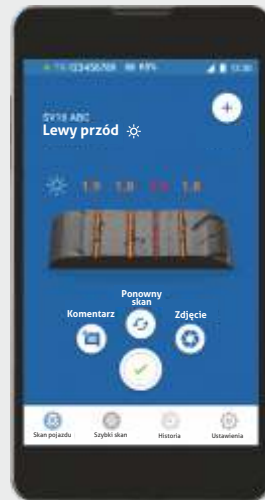 SV18 ABC
Lewy przód
Ponowny
skan
Komentarz
Zdjęcie
Skan pojazdu
Szybki skan
Historia
Ustawienia